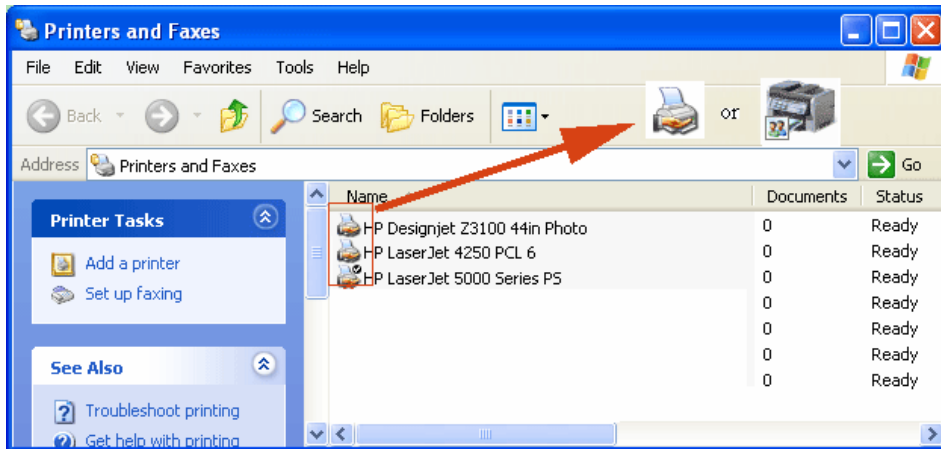 Printers and Faxes
File Edit View Favorites Tools Help
Back Search Folders or
Address Printers and Faxes Go
Name Documents Status
Printer Tasks
Add a printer
Set up faxing
HP Designjet Z3100 44in Photo 0 Ready
HP LaserJet 4250 PCL 6 0 Ready
HP LaserJet 5000 Series PS 0 Ready
0 Ready
0 Ready
0 Ready
0 Ready
See Also
Troubleshoot printing
Get help with printing